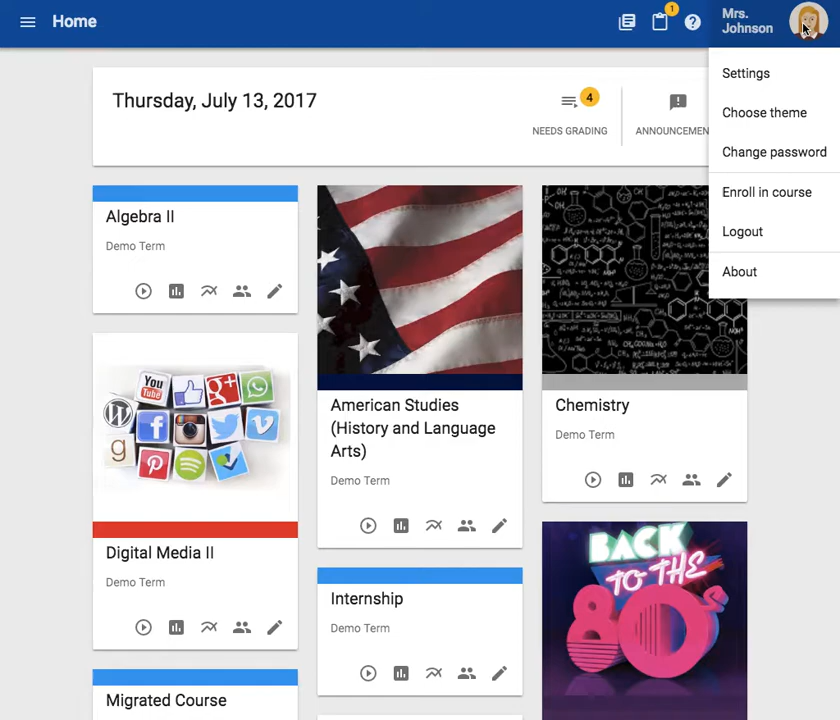 Home
1
Mrs.
Johnson
Settings
Choose theme
Change password
Enroll in course
Logout
About
Thursday, July 13, 2017
4
NEEDS GRADING
ANNOUNCEMEN
Algebra II
Demo Term
American Studies
(History and Language
Arts)
Demo Term
Chemistry
Demo Term
You
Tube
g+
Digital Media II
Demo Term
Internship
Demo Term
BACK
TO THE
80's
Migrated Course